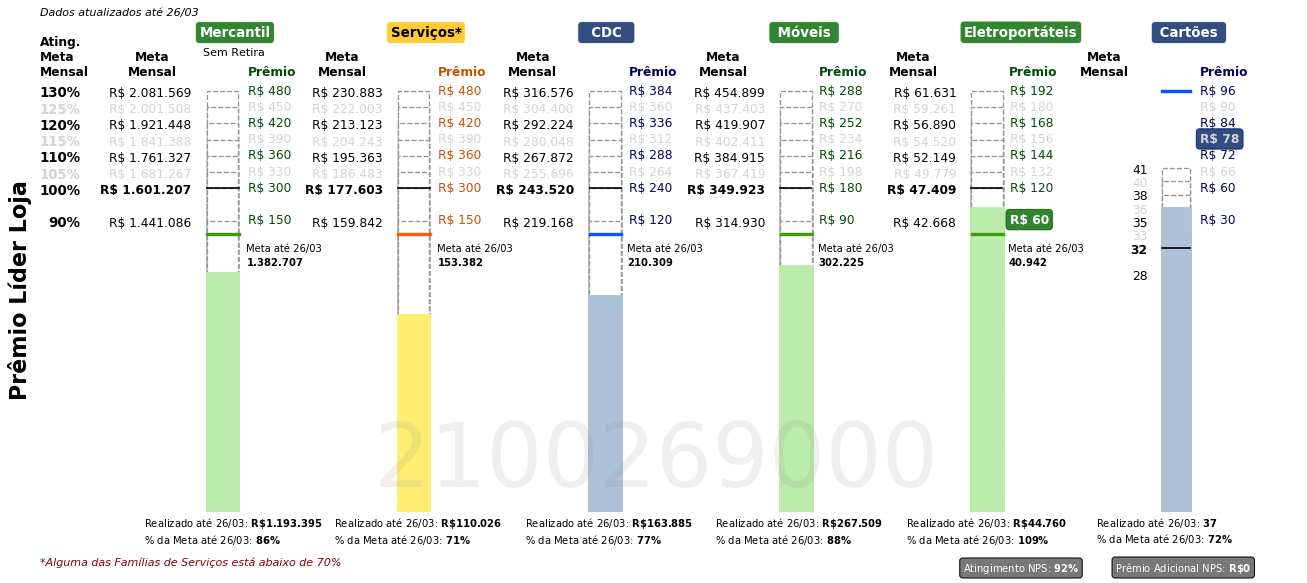 Dados atualizados até 26/03
Mercantil Serviços* CDC Móveis Eletroportáteis Cartões
Sem Retira
Ating. Meta Mensal
Meta Mensal Prêmio Meta Mensal Prêmio Meta Mensal Prêmio Meta Mensal Prêmio Meta Mensal Prêmio Meta Mensal Prêmio
130% R$ 2.081.569 R$ 480 R$ 230.883 R$ 480 R$ 316.576 R$ 384 R$ 454.899 R$ 288 R$ 61.631 R$ 192 R$ 96
125% R$ 2.001.508 R$ 450 R$ 222.003 R$ 450 R$ 304.400 R$ 360 R$ 437.403 R$ 270 R$ 59.261 R$ 180 R$ 90
120% R$ 1.921.448 R$ 420 R$ 213.123 R$ 420 R$ 292.224 R$ 336 R$ 419.907 R$ 252 R$ 56.890 R$ 168 R$ 84
115% R$ 1.841.388 R$ 390 R$ 204.243 R$ 390 R$ 280.048 R$ 312 R$ 402.411 R$ 234 R$ 54.520 R$ 156 R$ 78
110% R$ 1.761.327 R$ 360 R$ 195.363 R$ 360 R$ 267.872 R$ 288 R$ 384.915 R$ 216 R$ 52.149 R$ 144 R$ 72
105% R$ 1.681.267 R$ 330 R$ 186.483 R$ 330 R$ 255.696 R$ 264 R$ 367.419 R$ 198 R$ 49.779 R$ 132 41 R$ 66
100% R$ 1.601.207 R$ 300 R$ 177.603 R$ 300 R$ 243.520 R$ 240 R$ 349.923 R$ 180 R$ 47.409 R$ 120 40 R$ 60
38
36
90% R$ 1.441.086 R$ 150 R$ 159.842 R$ 150 R$ 219.168 R$ 120 R$ 314.930 R$ 90 R$ 42.668 R$ 60 35 R$ 30
33
32
28
Meta até 26/03 Meta até 26/03 Meta até 26/03 Meta até 26/03 Meta até 26/03
1.382.707 153.382 210.309 302.225 40.942
Prêmio Líder Loja
2100269000
Realizado até 26/03: R$1.193.395 Realizado até 26/03: R$110.026 Realizado até 26/03: R$163.885 Realizado até 26/03: R$267.509 Realizado até 26/03: R$44.760 Realizado até 26/03: 37
% da Meta até 26/03: 86% % da Meta até 26/03: 71% % da Meta até 26/03: 77% % da Meta até 26/03: 88% % da Meta até 26/03: 109% % da Meta até 26/03: 72%
*Alguma das Famílias de Serviços está abaixo de 70%
Atingimento NPS: 92% Prêmio Adicional NPS: R$0